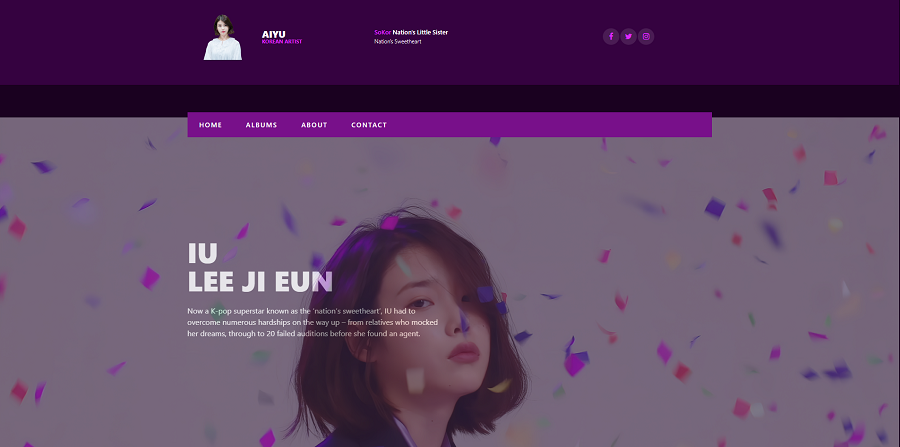 AIYU
KOREAN ARTIST
SoKor Nation's Little Sister
Nation's Sweetheart
HOME ALBUMS ABOUT CONTACT
IU
LEE JI EUN
Now a K-pop superstar known as the 'nation's sweetheart', IU had to
overcome numerous hardships on the way up – from relatives who mocked
her dreams, through to 20 failed auditions before she found an agent.